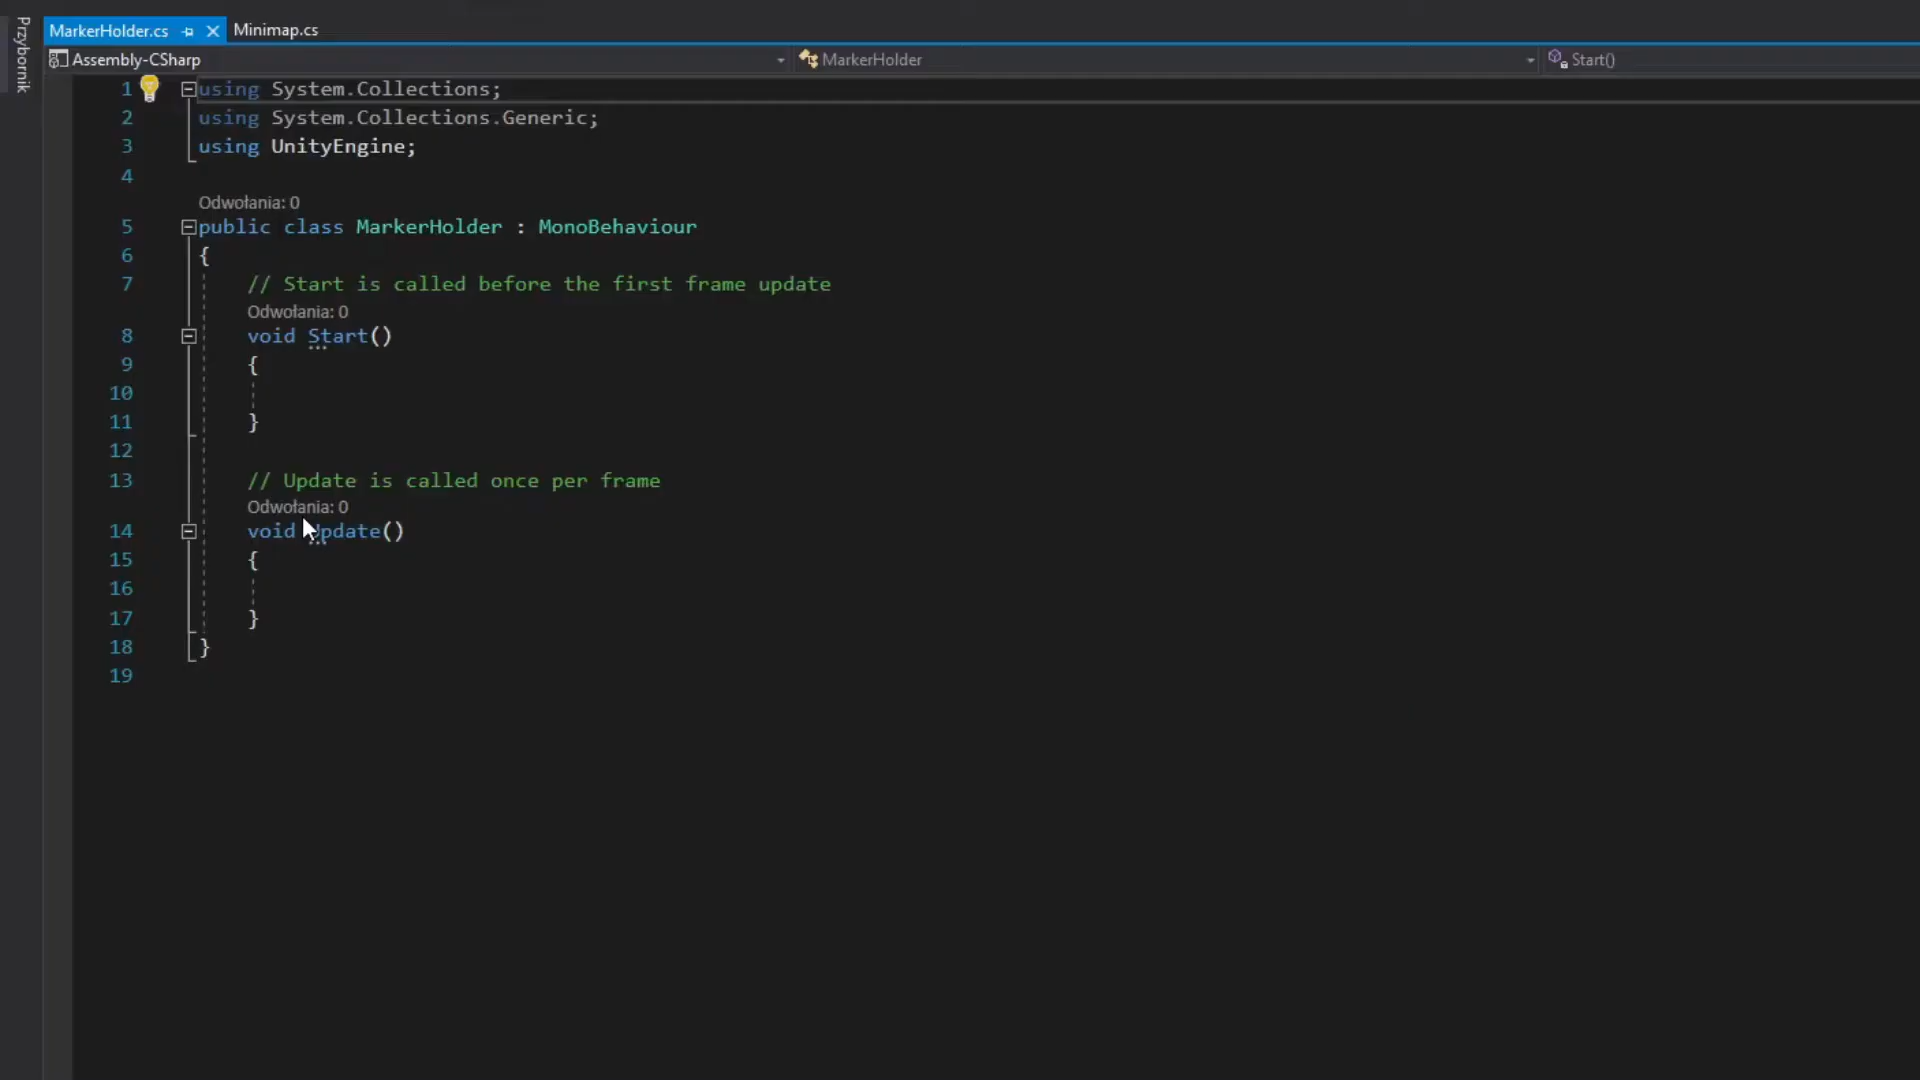 Przybornik
MarkerHolder.cs
Minimap.cs
Assembly-CSharp
MarkerHolder
Start()
1 using System.Collections;
2 using System.Collections.Generic;
3 using UnityEngine;
4
Odwołania: 0
5 public class MarkerHolder : MonoBehaviour
6 {
7 // Start is called before the first frame update
Odwołania: 0
8 void Start()
9 {
10
11 }
12
13 // Update is called once per frame
Odwołania: 0
14 void Update()
15 {
16
17 }
18 }
19